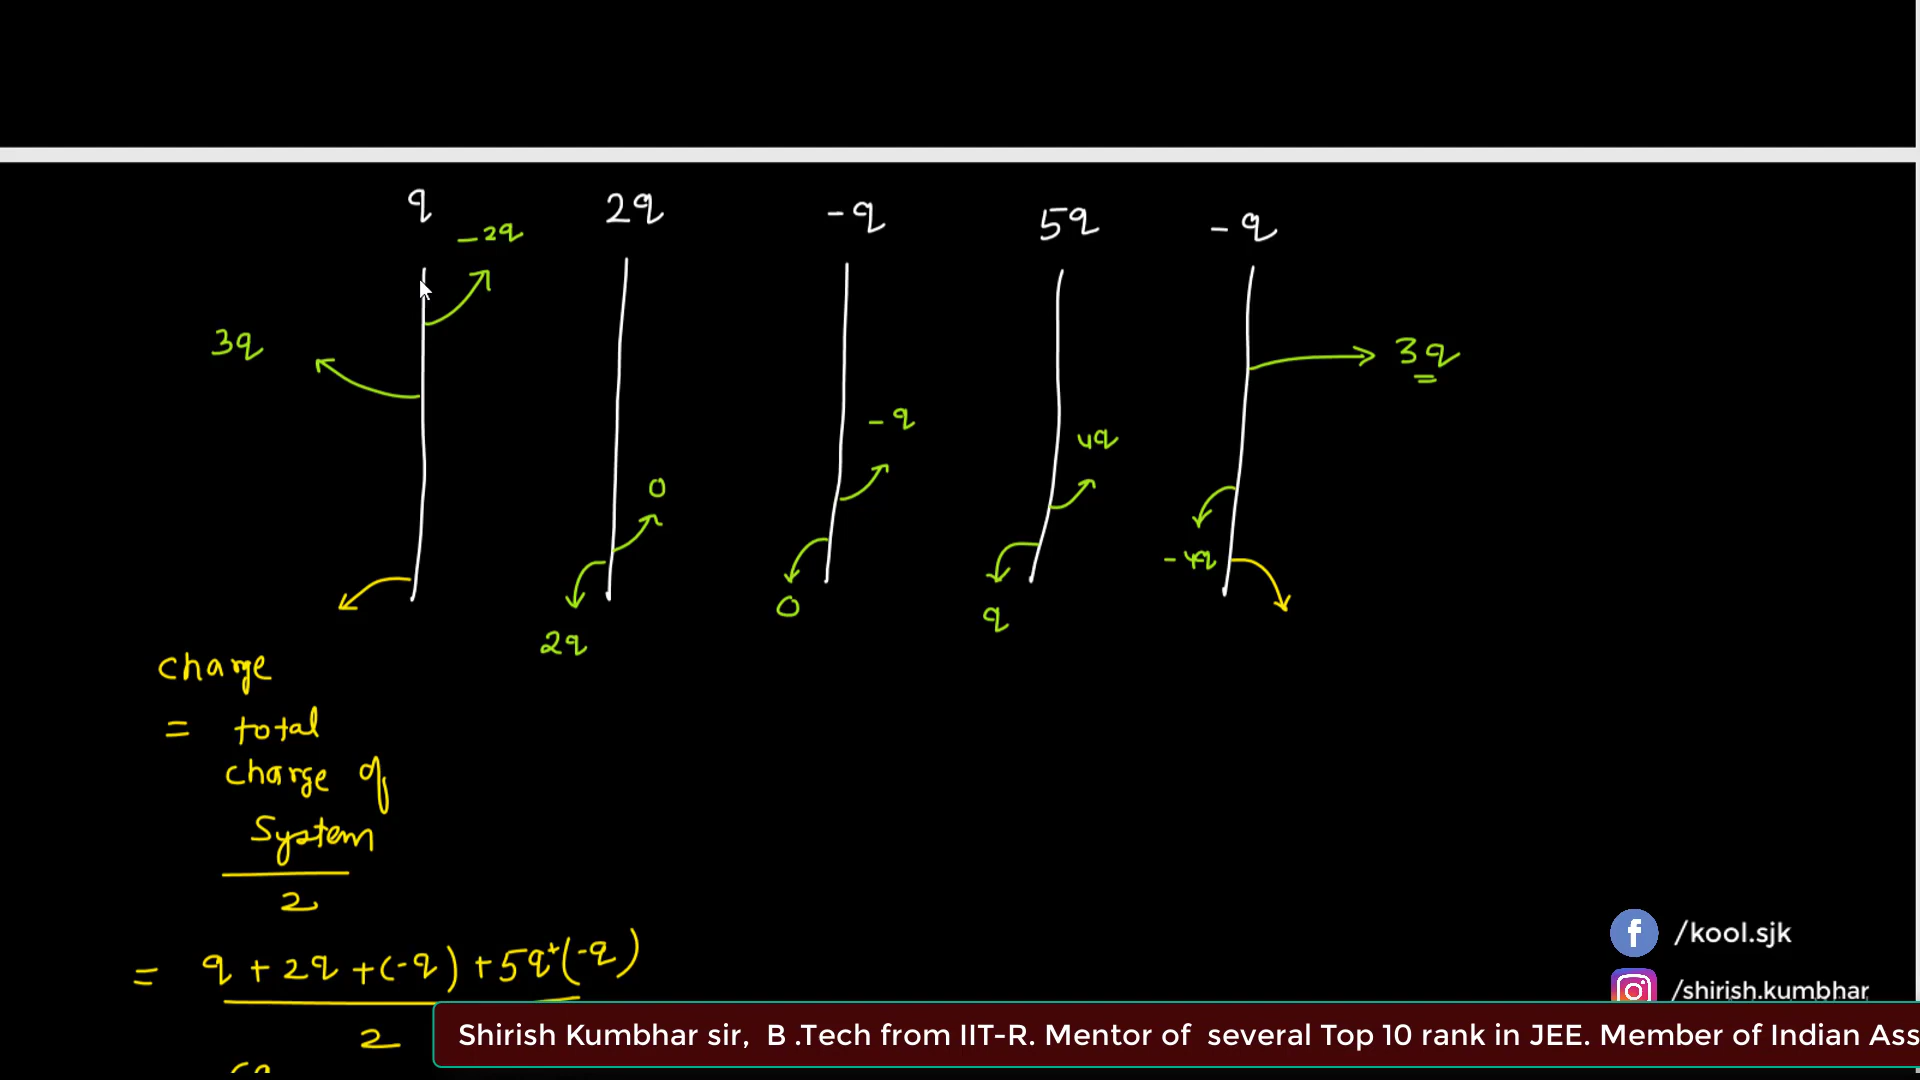 q 2q -q 5q -q
-2q
3q 3q
-q 4q
0
-4q
0 q
2q
charge
= total
charge of
System
2
= q + 2q + (-q) + 5q + (-q)
2
/kool.sjk
/shirish.kumbhar
Shirish Kumbhar sir, B .Tech from IIT-R. Mentor of several Top 10 rank in JEE. Member of Indian Ass